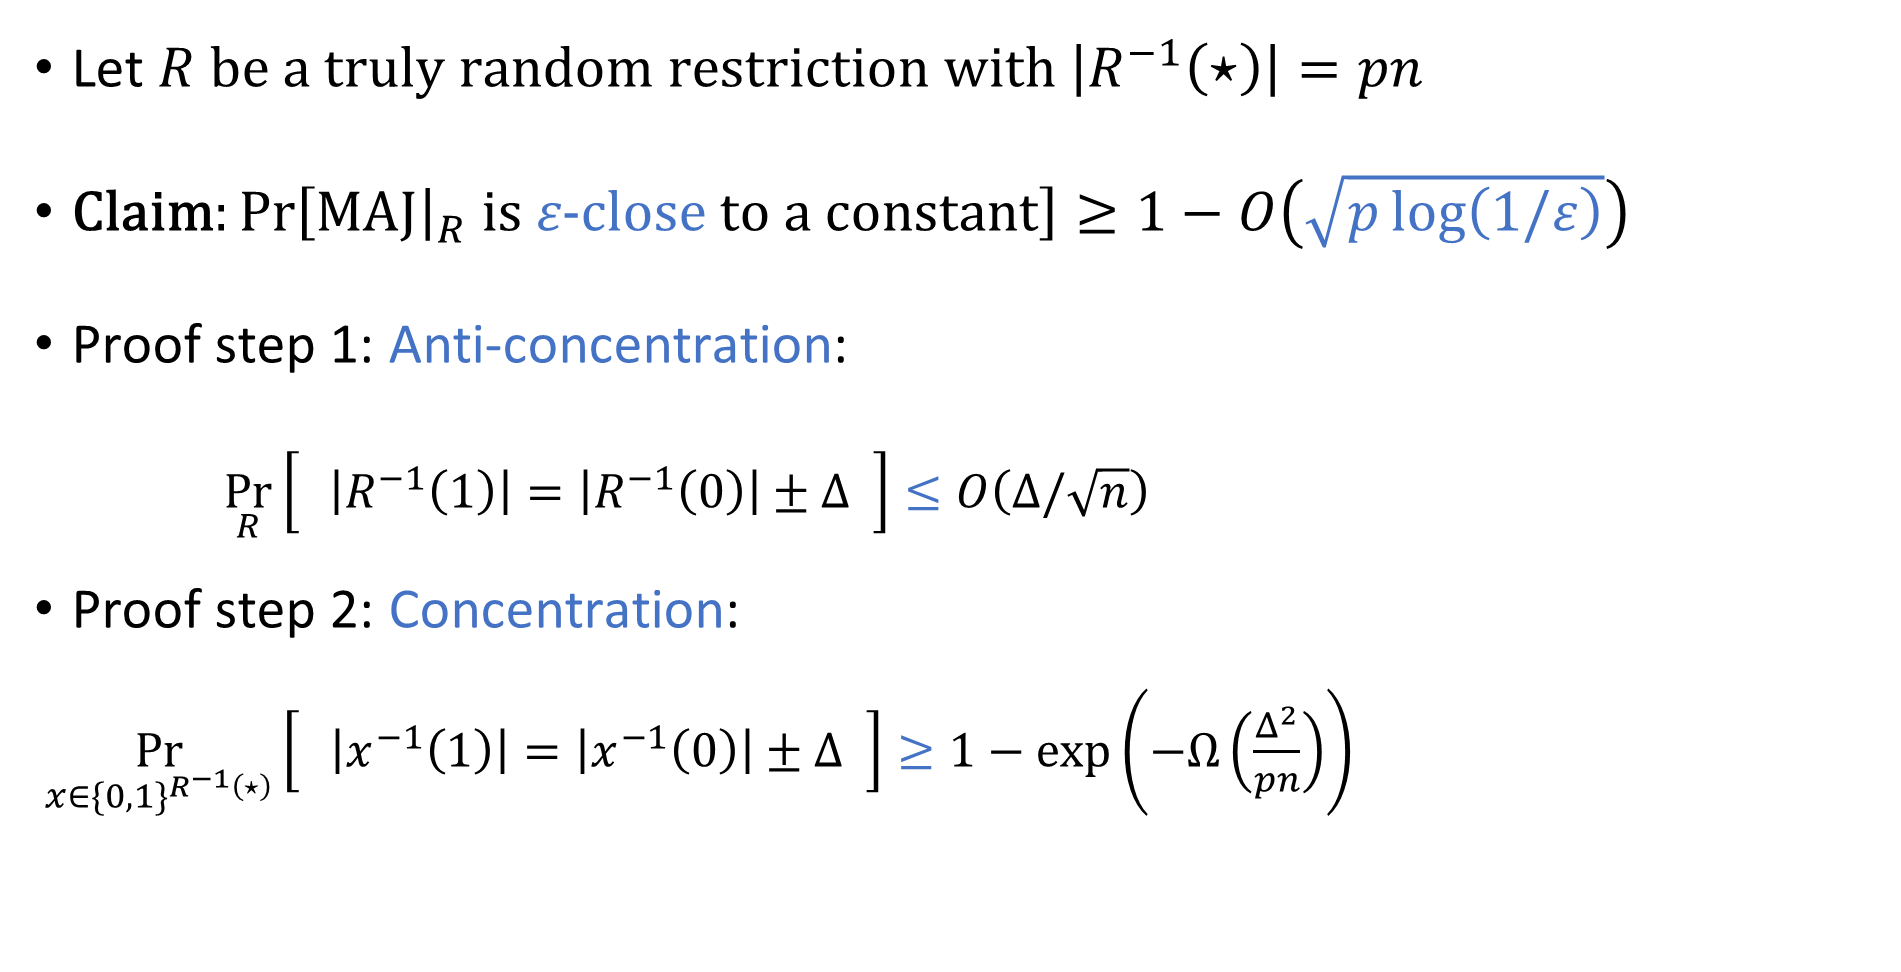 • Let R be a truly random restriction with |R⁻¹(⋆)| = pn
• Claim: Pr[MAJ|_R is ε-close to a constant] ≥ 1 − O(√(p log(1/ε)))
• Proof step 1: Anti-concentration:
Pr_R [ |R⁻¹(1)| = |R⁻¹(0)| ± Δ ] ≤ O(Δ/√n)
• Proof step 2: Concentration:
Pr_{x∈{0,1}^{R⁻¹(⋆)}} [ |x⁻¹(1)| = |x⁻¹(0)| ± Δ ] ≥ 1 − exp(−Ω(Δ²/pn))